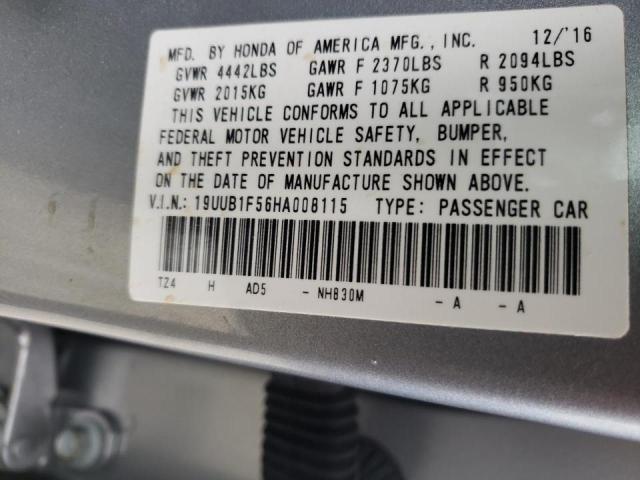 MFD. BY HONDA OF AMERICA MFG., INC. 12/'16
GVWR 4442LBS GAWR F 2370LBS R 2094LBS
GVWR 2015KG GAWR F 1075KG R 950KG
THIS VEHICLE CONFORMS TO ALL APPLICABLE
FEDERAL MOTOR VEHICLE SAFETY, BUMPER,
AND THEFT PREVENTION STANDARDS IN EFFECT
ON THE DATE OF MANUFACTURE SHOWN ABOVE.
V.I.N.: 19UUB1F56HA008115 TYPE: PASSENGER CAR
TZ4 H AD5 - NH830M - A - A